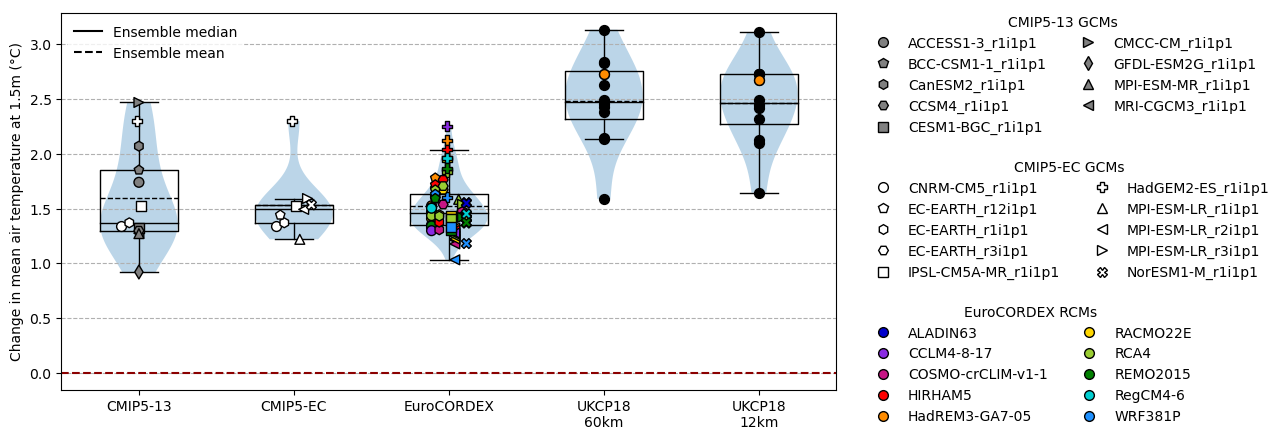 Change in mean air temperature at 1.5m (°C)
3.0
2.5
2.0
1.5
1.0
0.5
0.0
Ensemble median
Ensemble mean
CMIP5-13
CMIP5-EC
EuroCORDEX
UKCP18
60km
UKCP18
12km
CMIP5-13 GCMs
ACCESS1-3_r1i1p1
BCC-CSM1-1_r1i1p1
CanESM2_r1i1p1
CCSM4_r1i1p1
CESM1-BGC_r1i1p1
CMCC-CM_r1i1p1
GFDL-ESM2G_r1i1p1
MPI-ESM-MR_r1i1p1
MRI-CGCM3_r1i1p1
CMIP5-EC GCMs
CNRM-CM5_r1i1p1
EC-EARTH_r12i1p1
EC-EARTH_r1i1p1
EC-EARTH_r3i1p1
IPSL-CM5A-MR_r1i1p1
HadGEM2-ES_r1i1p1
MPI-ESM-LR_r1i1p1
MPI-ESM-LR_r2i1p1
MPI-ESM-LR_r3i1p1
NorESM1-M_r1i1p1
EuroCORDEX RCMs
ALADIN63
CCLM4-8-17
COSMO-crCLIM-v1-1
HIRHAM5
HadREM3-GA7-05
RACMO22E
RCA4
REMO2015
RegCM4-6
WRF381P